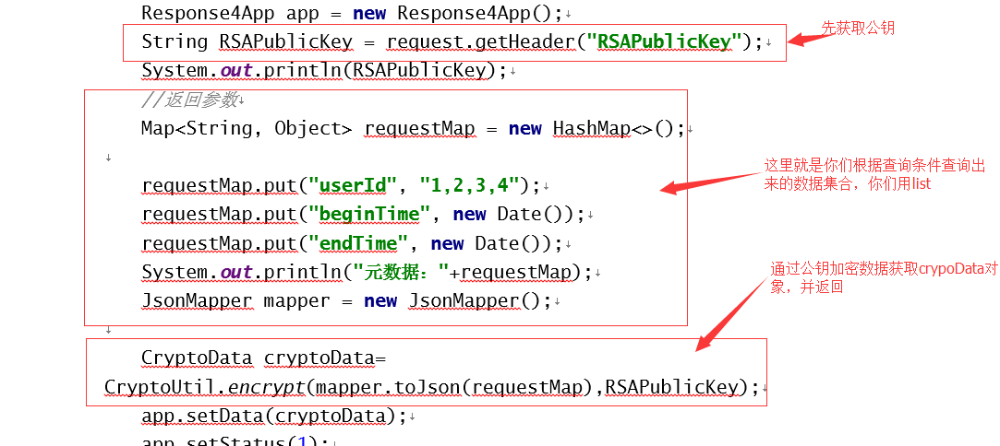 Response4App app = new Response4App();
String RSAPublicKey = request.getHeader("RSAPublicKey");
先获取公钥
System.out.println(RSAPublicKey);
//返回参数
Map<String, Object> requestMap = new HashMap<>();
这里就是你们根据查询条件查询出
来的数据集合，你们用list
requestMap.put("userId", "1,2,3,4");
requestMap.put("beginTime", new Date());
requestMap.put("endTime", new Date());
System.out.println("元数据："+requestMap);
JsonMapper mapper = new JsonMapper();
通过公钥加密数据获取crypoData对
象，并返回
CryptoData cryptoData=
CryptoUtil.encrypt(mapper.toJson(requestMap),RSAPublicKey);
app.setData(cryptoData);
app.setStatus(1);